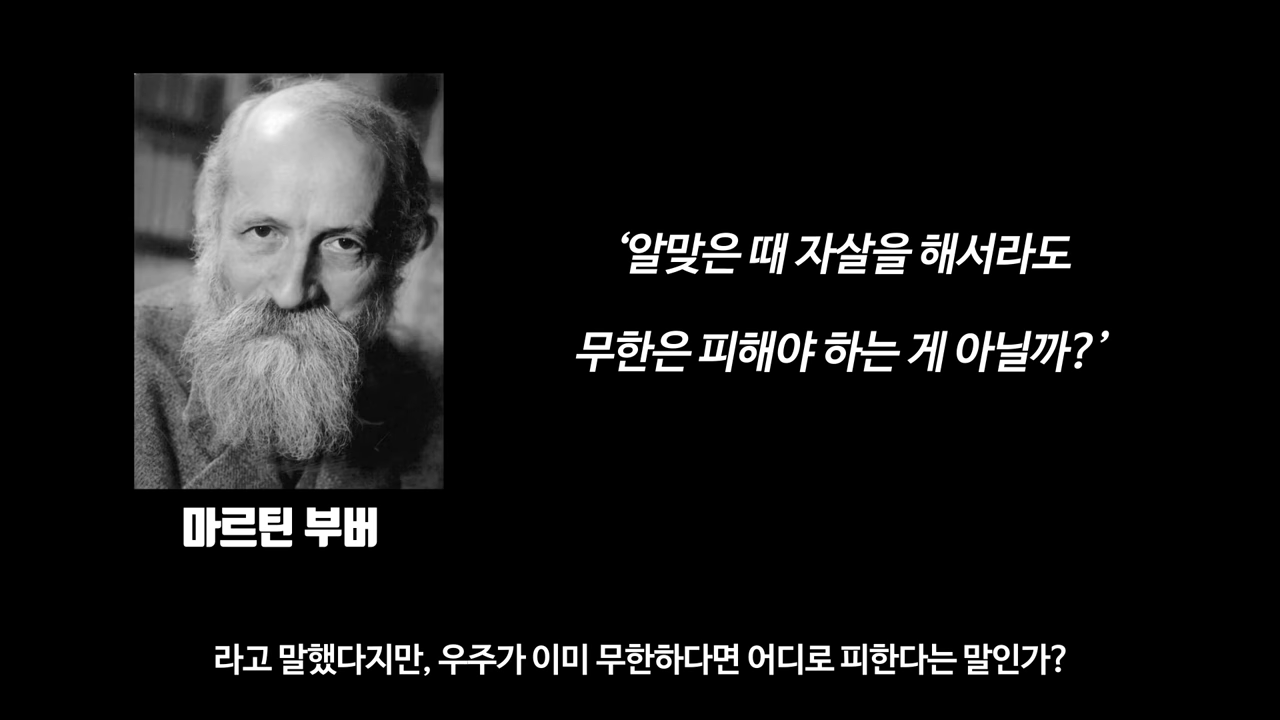 ‘알맞은 때 자살을 해서라도
무한은 피해야 하는 게 아닐까?’
마르틴 부버
라고 말했다지만, 우주가 이미 무한하다면 어디로 피한다는 말인가?